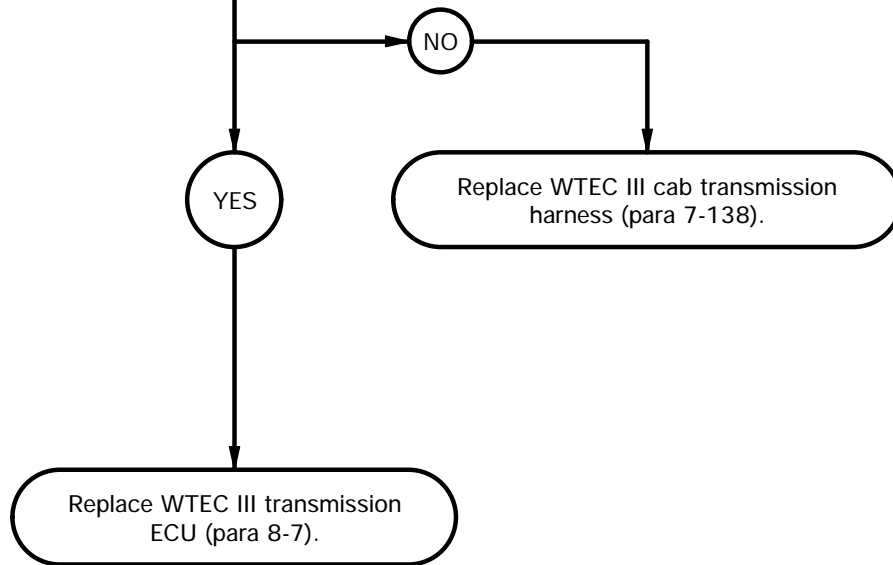 NO
YES
Replace WTEC III cab transmission
harness (para 7-138).
Replace WTEC III transmission
ECU (para 8-7).